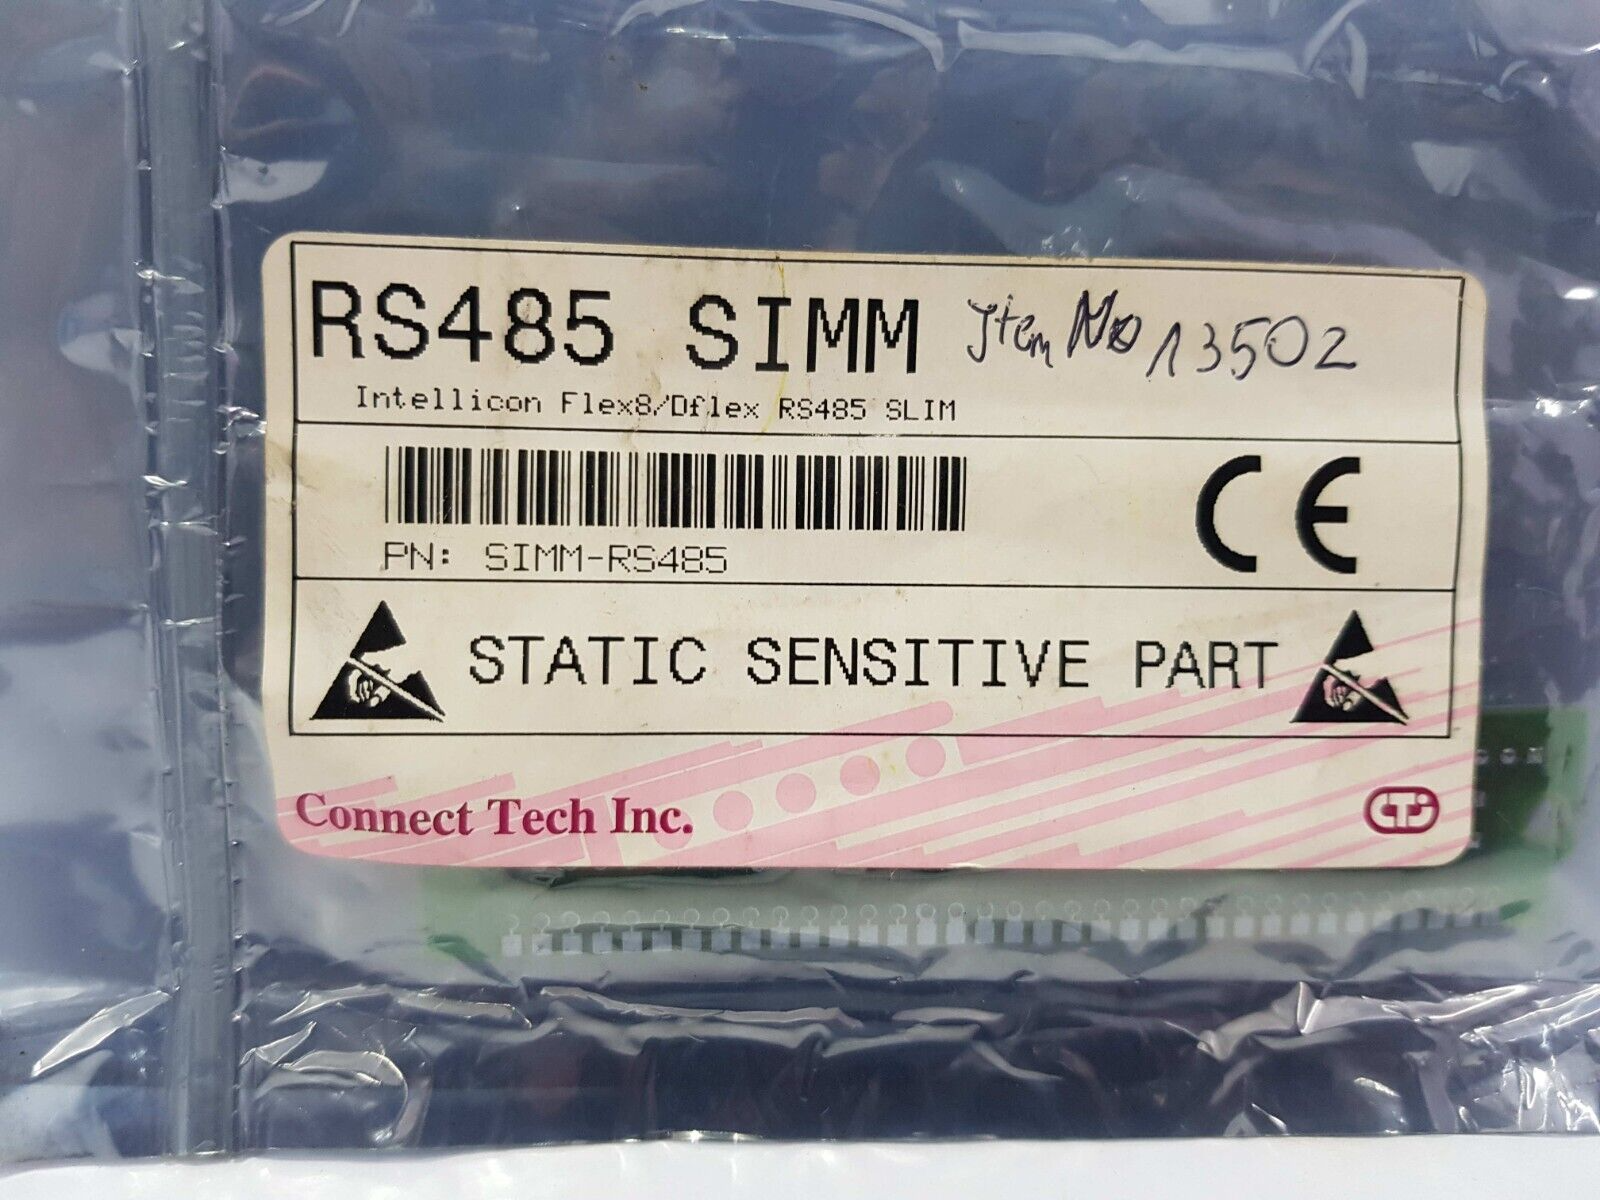 RS485 SIMM Item No 13502
Intellicon Flex8/Dflex RS485 SLIM
CE
PN: SIMM-RS485
STATIC SENSITIVE PART
Connect Tech Inc.